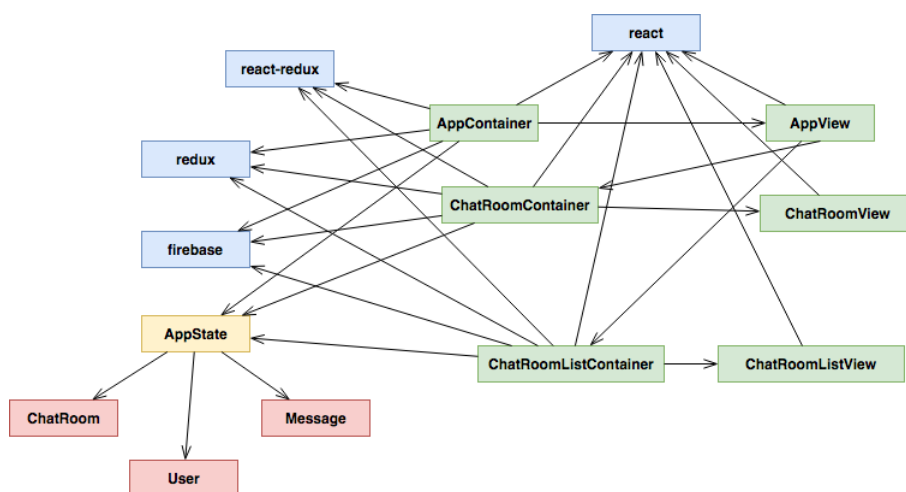 react
react-redux
AppContainer
AppView
redux
ChatRoomContainer
ChatRoomView
firebase
AppState
ChatRoomListContainer
ChatRoomListView
ChatRoom
Message
User